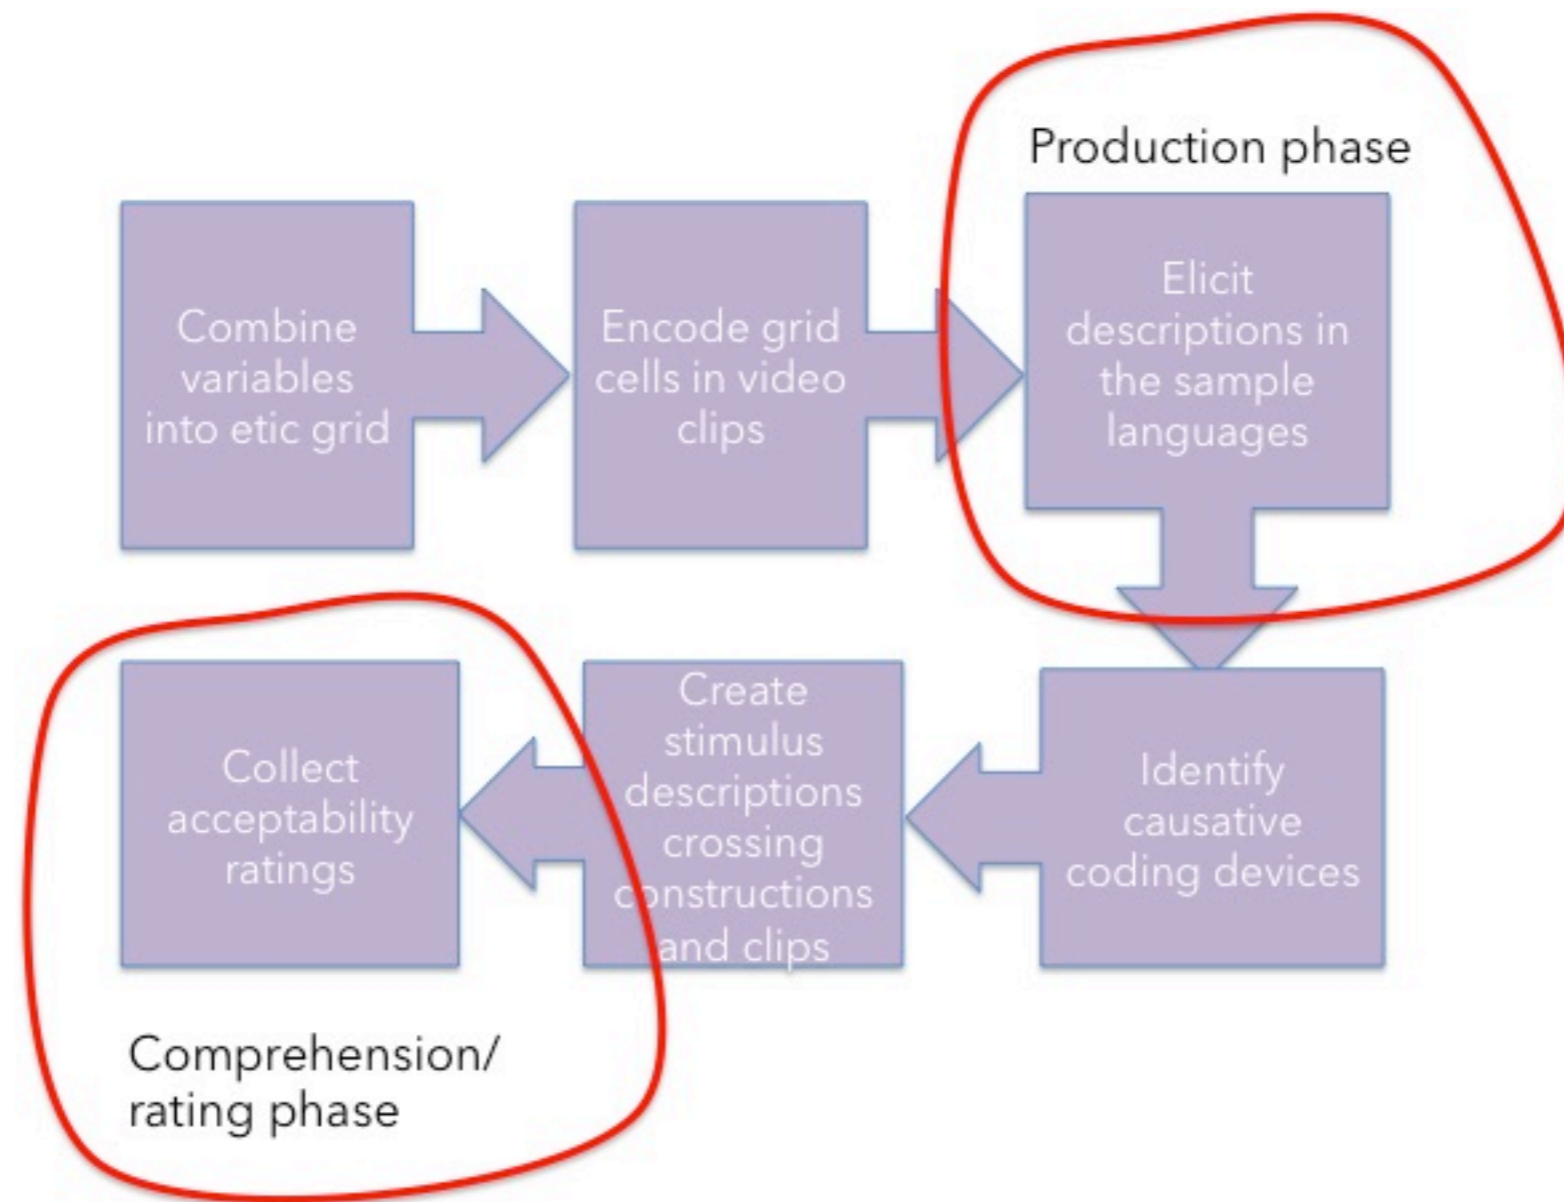 Production phase
Combine
variables
into etic grid
Encode grid
cells in video
clips
Elicit
descriptions in
the sample
languages
Identify
causative
coding devices
Create
stimulus
descriptions
crossing
constructions
and clips
Collect
acceptability
ratings
Comprehension/
rating phase